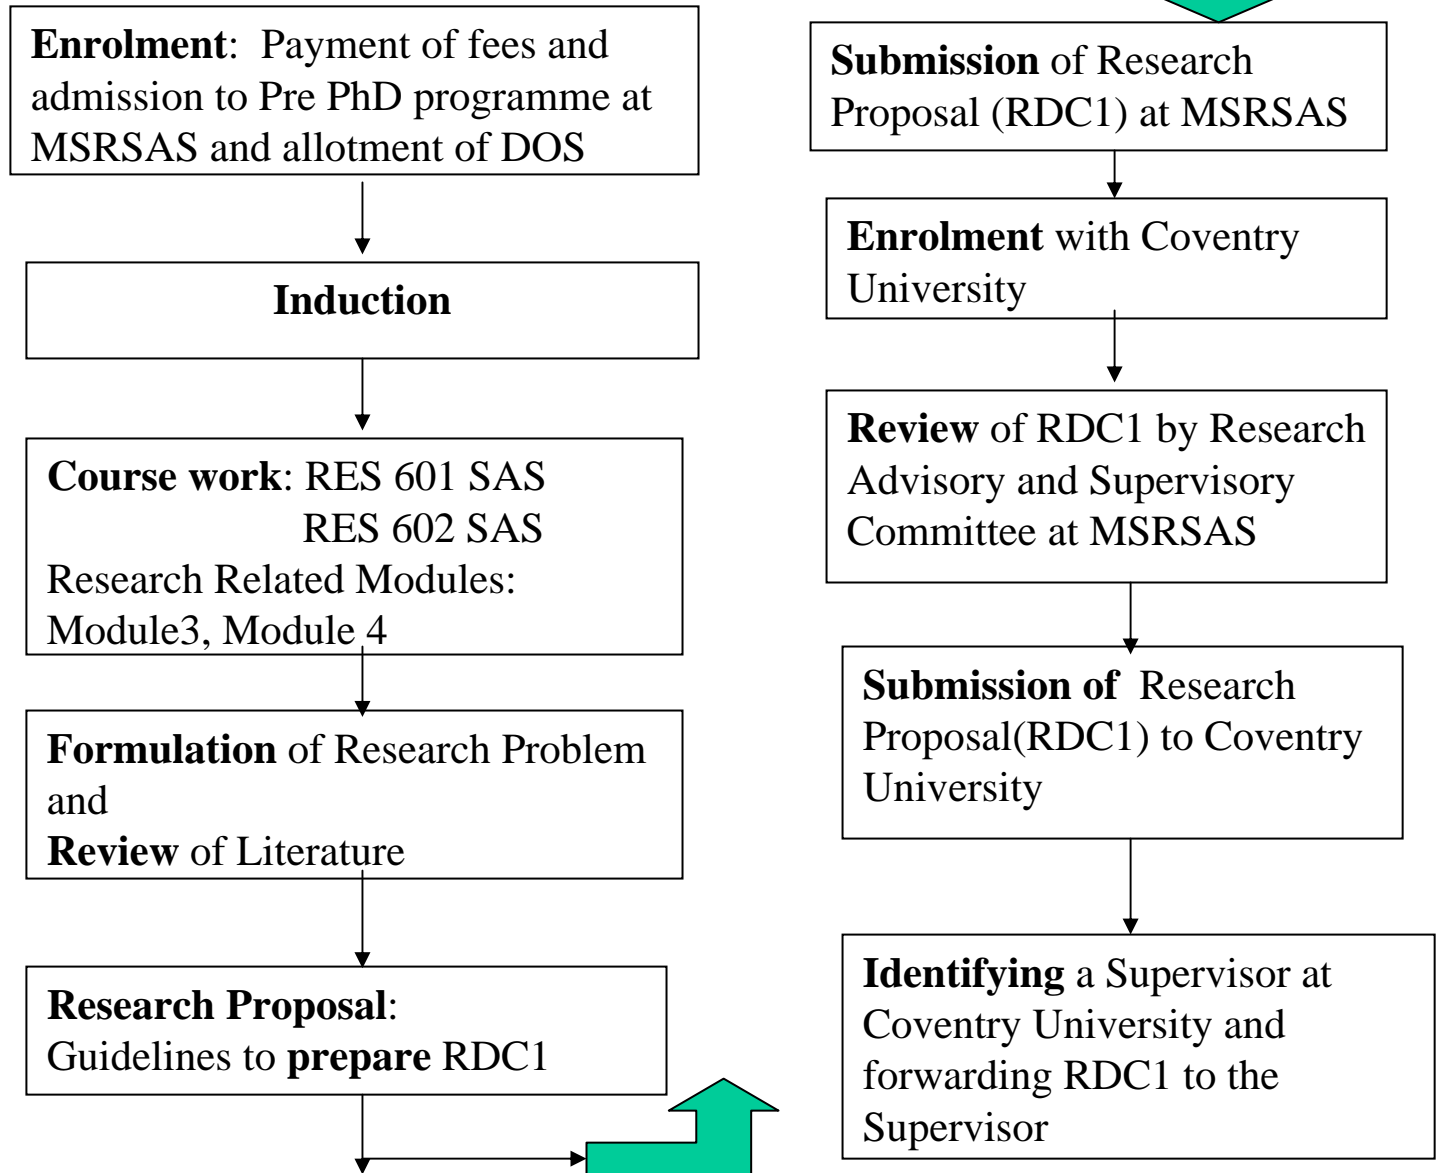 Enrolment: Payment of fees and
admission to Pre PhD programme at
MSRSAS and allotment of DOS
Induction
Course work: RES 601 SAS
RES 602 SAS
Research Related Modules:
Module3, Module 4
Formulation of Research Problem
and
Review of Literature
Research Proposal:
Guidelines to prepare RDC1
Submission of Research
Proposal (RDC1) at MSRSAS
Enrolment with Coventry
University
Review of RDC1 by Research
Advisory and Supervisory
Committee at MSRSAS
Submission of Research
Proposal(RDC1) to Coventry
University
Identifying a Supervisor at
Coventry University and
forwarding RDC1 to the
Supervisor